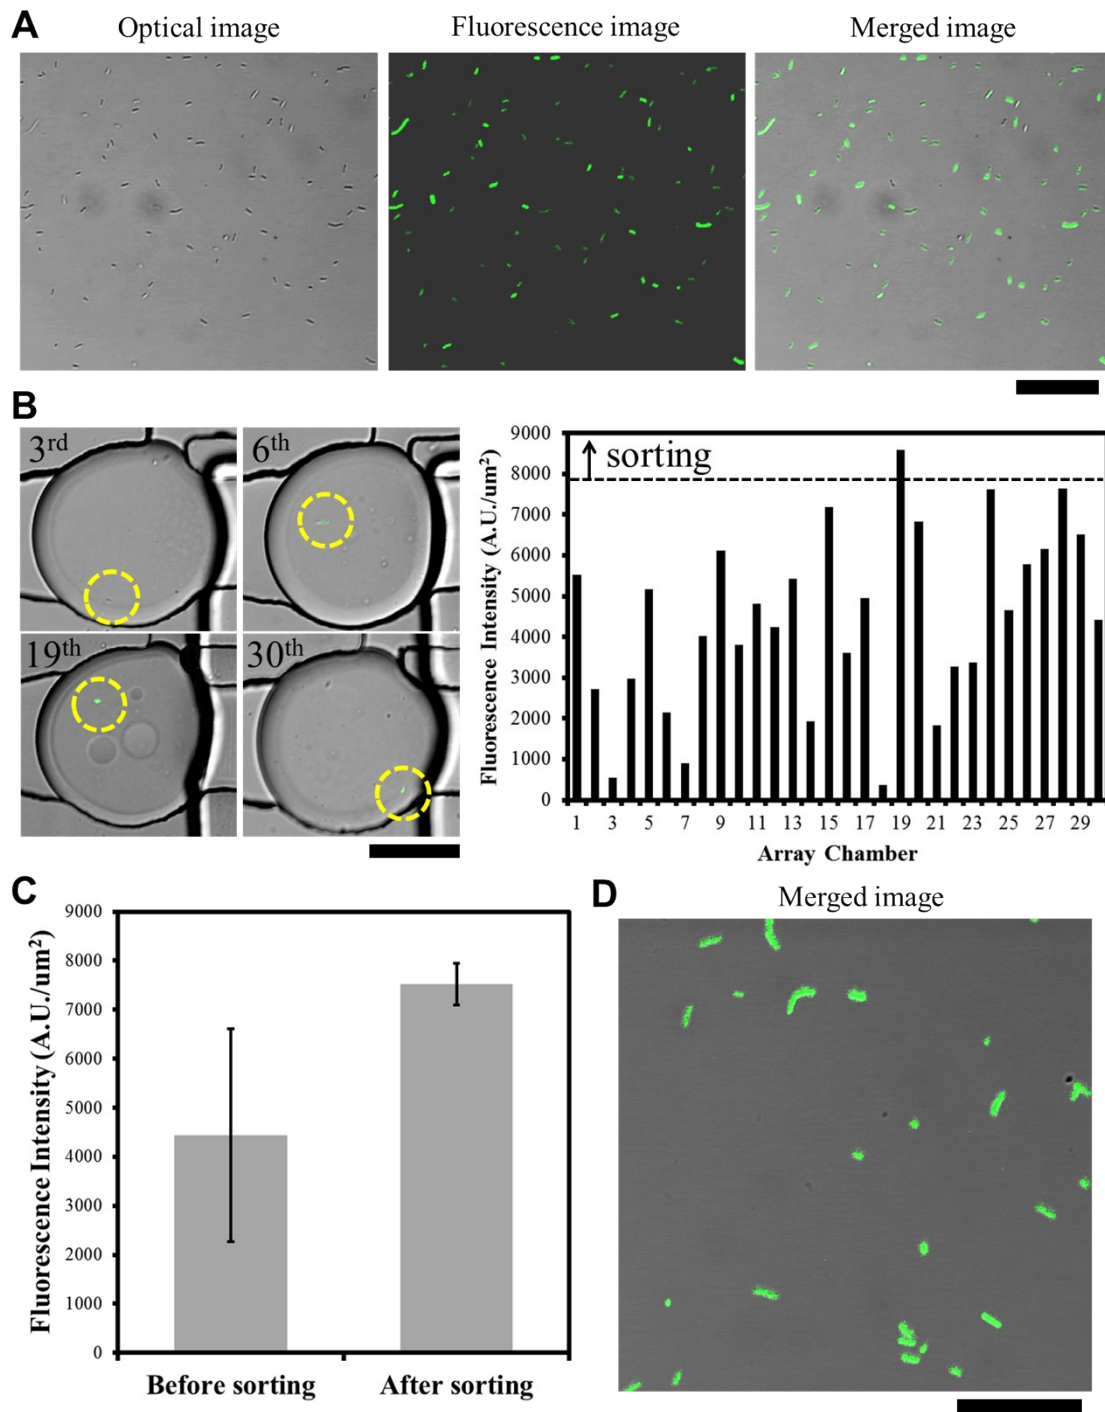 A
Optical image
Fluorescence image
Merged image
B
3rd
6th
19th
30th
Fluorescence Intensity (A.U./um²)
9000
8000
7000
6000
5000
4000
3000
2000
1000
0
sorting
1 3 5 7 9 11 13 15 17 19 21 23 25 27 29
Array Chamber
C
Fluorescence Intensity (A.U./um²)
9000
8000
7000
6000
5000
4000
3000
2000
1000
0
Before sorting After sorting
D
Merged image